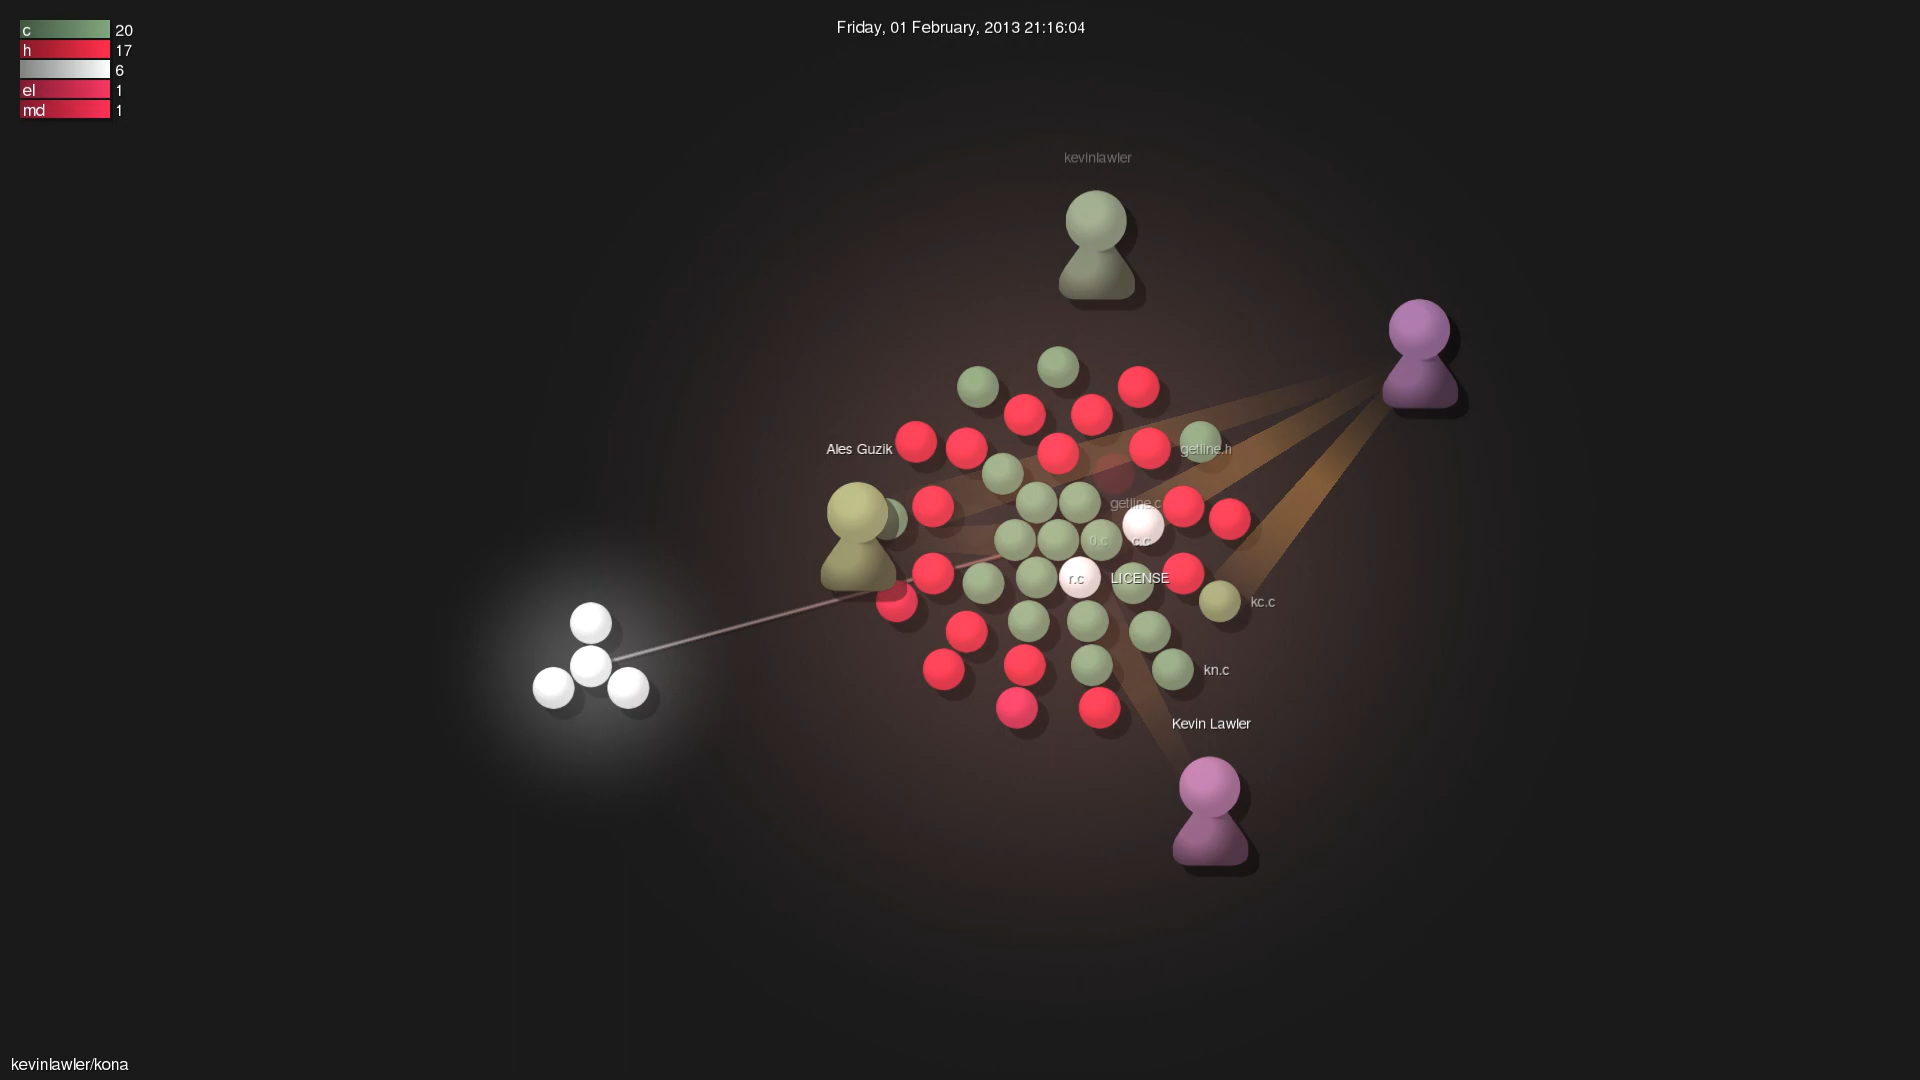 Friday, 01 February, 2013 21:16:04
c 20
h 17
6
el 1
md 1
kevinlawler
Ales Guzik
getline.h
getline.c
c.c
r.c
LICENSE
kc.c
kn.c
Kevin Lawler
kevinlawler/kona